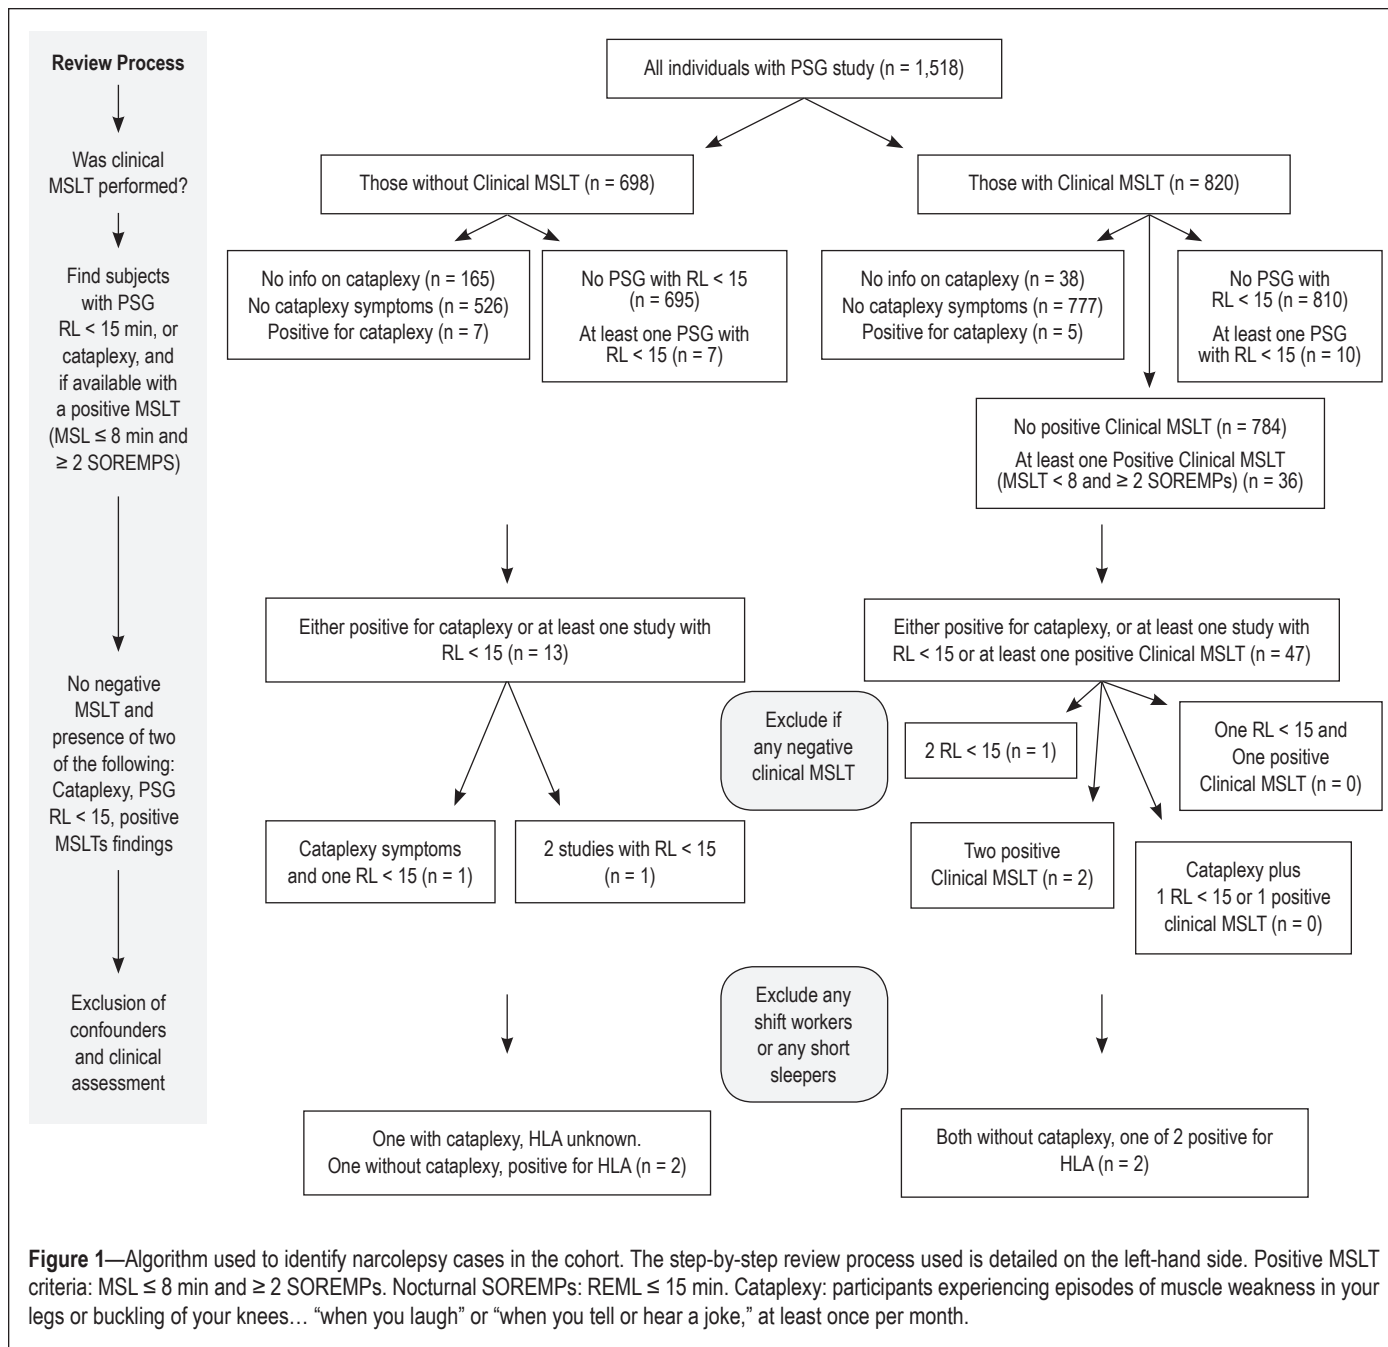 Review Process
Was clinical
MSLT performed?
Find subjects
with PSG
RL < 15 min, or
cataplexy, and
if available with
a positive MSLT
(MSL ≤ 8 min and
≥ 2 SOREMPS)
No negative
MSLT and
presence of two
of the following:
Cataplexy, PSG
RL < 15, positive
MSLTs findings
Exclusion of
confounders
and clinical
assessment
All individuals with PSG study (n = 1,518)
Those without Clinical MSLT (n = 698)
Those with Clinical MSLT (n = 820)
No info on cataplexy (n = 165)
No cataplexy symptoms (n = 526)
Positive for cataplexy (n = 7)
No PSG with RL < 15
(n = 695)
At least one PSG with
RL < 15 (n = 7)
No info on cataplexy (n = 38)
No cataplexy symptoms (n = 777)
Positive for cataplexy (n = 5)
No PSG with
RL < 15 (n = 810)
At least one PSG
with RL < 15 (n = 10)
No positive Clinical MSLT (n = 784)
At least one Positive Clinical MSLT
(MSLT < 8 and ≥ 2 SOREMPs) (n = 36)
Either positive for cataplexy or at least one study with
RL < 15 (n = 13)
Either positive for cataplexy, or at least one study with
RL < 15 or at least one positive Clinical MSLT (n = 47)
Exclude if
any negative
clinical MSLT
2 RL < 15 (n = 1)
One RL < 15 and
One positive
Clinical MSLT (n = 0)
Cataplexy symptoms
and one RL < 15 (n = 1)
2 studies with RL < 15
(n = 1)
Two positive
Clinical MSLT (n = 2)
Cataplexy plus
1 RL < 15 or 1 positive
clinical MSLT (n = 0)
Exclude any
shift workers
or any short
sleepers
One with cataplexy, HLA unknown.
One without cataplexy, positive for HLA (n = 2)
Both without cataplexy, one of 2 positive for
HLA (n = 2)
Figure 1—Algorithm used to identify narcolepsy cases in the cohort. The step-by-step review process used is detailed on the left-hand side. Positive MSLT
criteria: MSL ≤ 8 min and ≥ 2 SOREMPs. Nocturnal SOREMPs: REML ≤ 15 min. Cataplexy: participants experiencing episodes of muscle weakness in your
legs or buckling of your knees… “when you laugh” or “when you tell or hear a joke,” at least once per month.